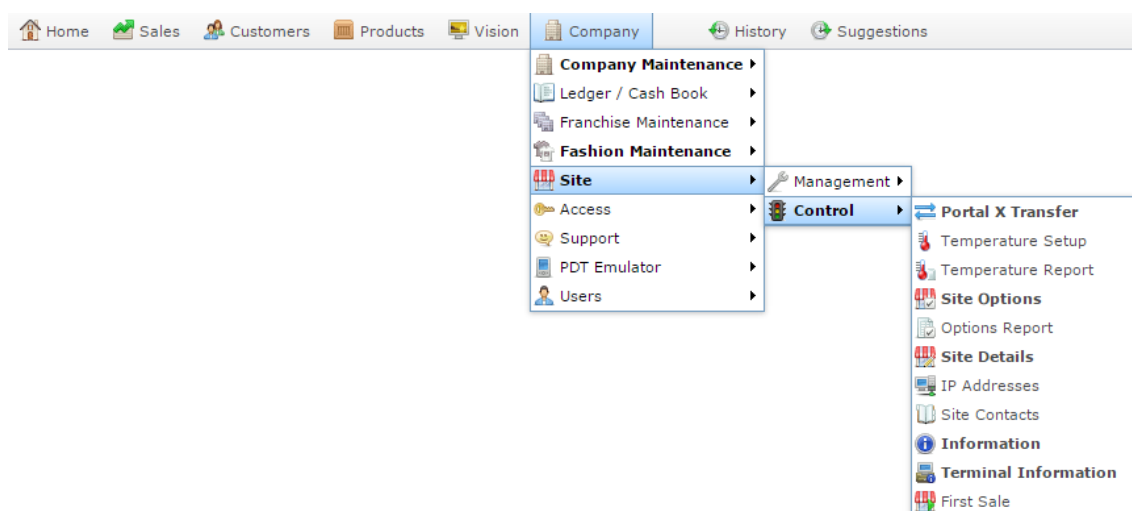 Home Sales Customers Products Vision Company History Suggestions
Company Maintenance
Ledger / Cash Book
Franchise Maintenance
Fashion Maintenance
Site Management
Access Control Portal X Transfer
Support Temperature Setup
PDT Emulator Temperature Report
Users Site Options
Options Report
Site Details
IP Addresses
Site Contacts
Information
Terminal Information
First Sale